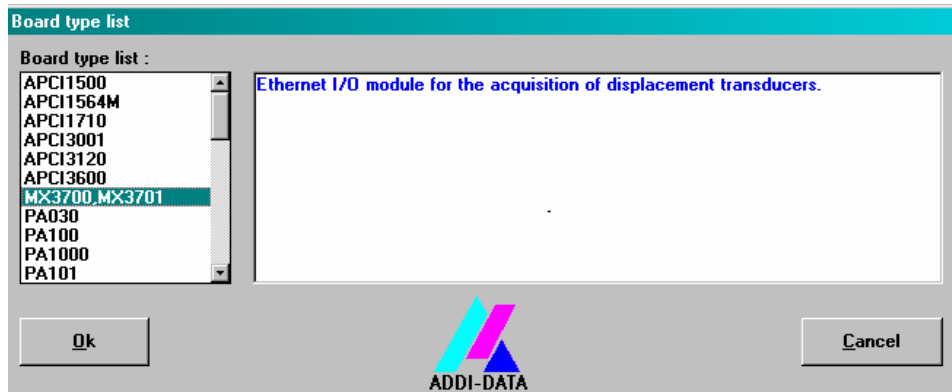 Board type list
Board type list :
APCI1500
APCI1564M
APCI1710
APCI3001
APCI3120
APCI3600
MX3700,MX3701
PA030
PA100
PA1000
PA101
Ethernet I/O module for the acquisition of displacement transducers.
Ok
ADDI-DATA
Cancel